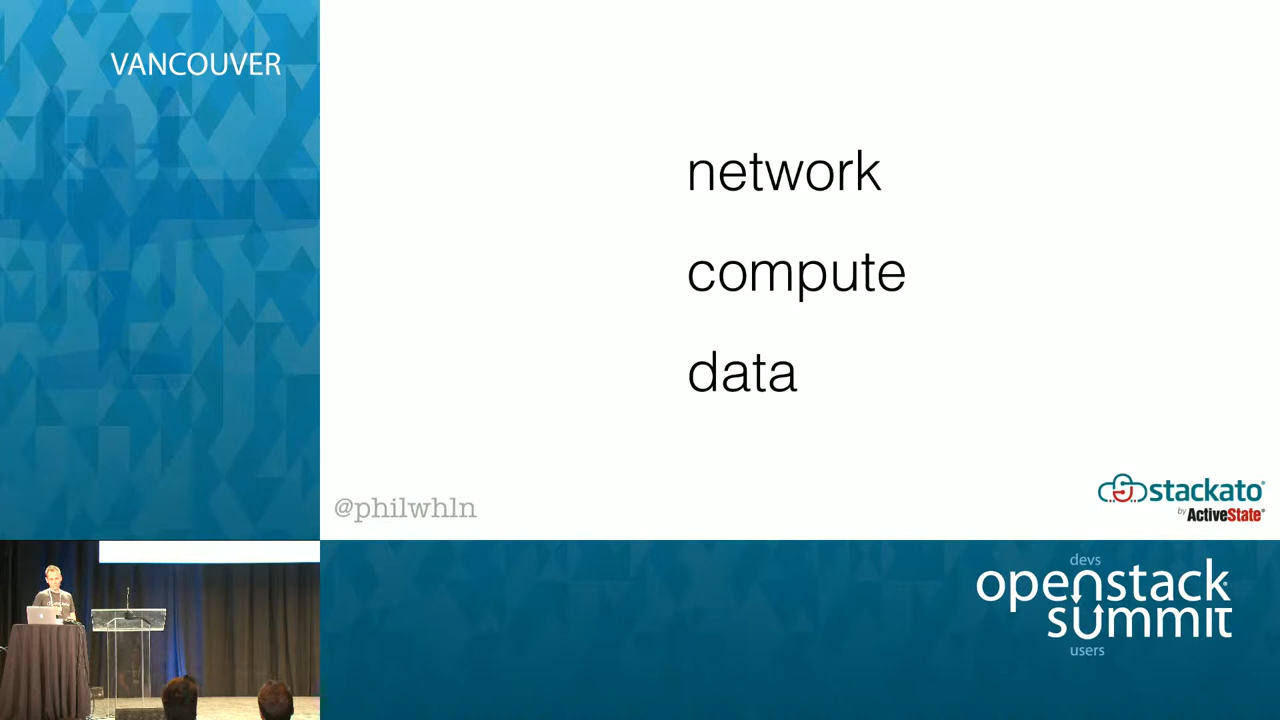 VANCOUVER
network
compute
data
@philwhln
stackato
by ActiveState
devs
openstack
summit
users